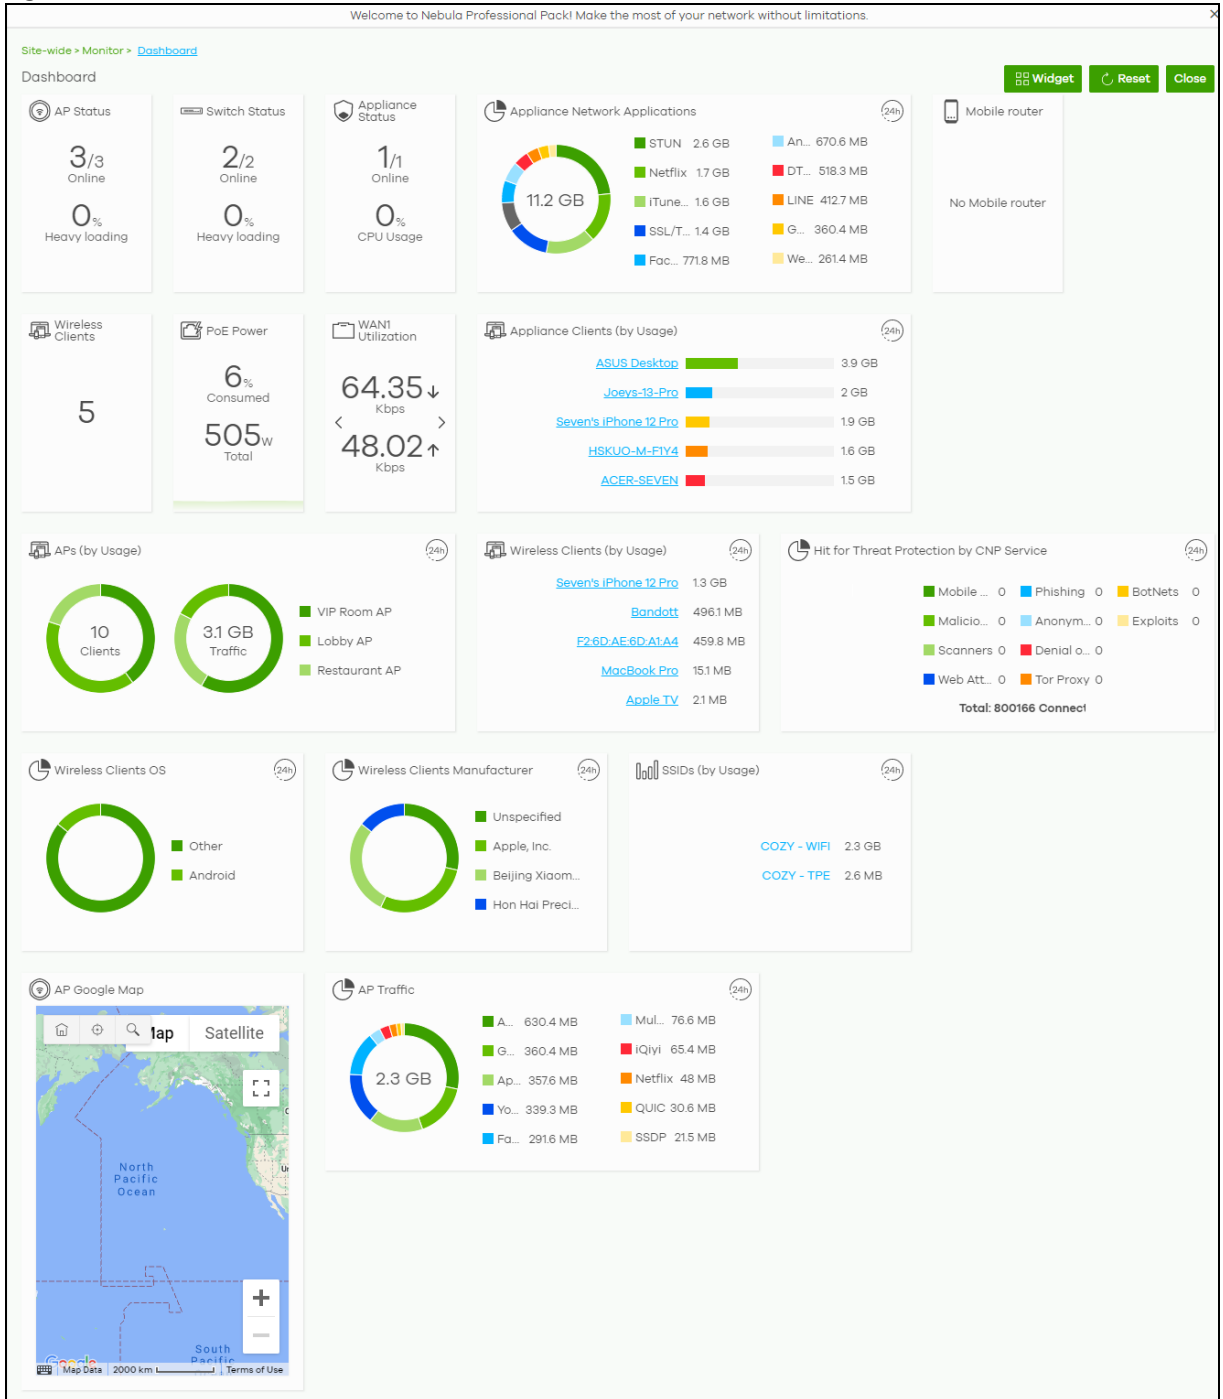 Welcome to Nebula Professional Pack! Make the most of your network without limitations.
Site-wide > Monitor > Dashboard
Dashboard
Widget
Reset
Close
AP Status
3/3
Online
0%
Heavy loading
Switch Status
2/2
Online
0%
Heavy loading
Appliance
Status
1/1
Online
0%
CPU Usage
Appliance Network Applications
24h
11.2 GB
STUN 2.6 GB
Netflix 1.7 GB
iTune... 1.6 GB
SSL/T... 1.4 GB
Fac... 771.8 MB
An... 670.6 MB
DT... 518.3 MB
LINE 412.7 MB
G... 360.4 MB
We... 261.4 MB
Mobile router
No Mobile router
Wireless
Clients
5
PoE Power
6%
Consumed
505W
Total
WAN1
Utilization
64.35↓
Kbps
48.02↑
Kbps
Appliance Clients (by Usage)
24h
ASUS Desktop 3.9 GB
Joeys-13-Pro 2 GB
Seven's iPhone 12 Pro 1.9 GB
HSKUO-M-F1Y4 1.6 GB
ACER-SEVEN 1.5 GB
APs (by Usage)
24h
10
Clients
3.1 GB
Traffic
VIP Room AP
Lobby AP
Restaurant AP
Wireless Clients (by Usage)
24h
Seven's iPhone 12 Pro 1.3 GB
Bandott 496.1 MB
F2:6D:AE:6D:A1:A4 459.8 MB
MacBook Pro 15.1 MB
Apple TV 2.1 MB
Hit for Threat Protection by CNP Service
24h
Mobile ... 0 Phishing 0 BotNets 0
Malicio... 0 Anonym... 0 Exploits 0
Scanners 0 Denial o... 0
Web Att... 0 Tor Proxy 0
Total: 800166 Connect
Wireless Clients OS
24h
Other
Android
Wireless Clients Manufacturer
24h
Unspecified
Apple, Inc.
Beijing Xiaom...
Hon Hai Preci...
SSIDs (by Usage)
24h
COZY - WIFI 2.3 GB
COZY - TPE 2.6 MB
AP Google Map
Map
Satellite
North
Pacific
Ocean
South
Pacific
Google
Map Data
2000 km
Terms of Use
AP Traffic
24h
2.3 GB
A... 630.4 MB
G... 360.4 MB
Ap... 357.6 MB
Yo... 339.3 MB
Fa... 291.6 MB
Mul... 76.6 MB
iQiyi 65.4 MB
Netflix 48 MB
QUIC 30.6 MB
SSDP 21.5 MB